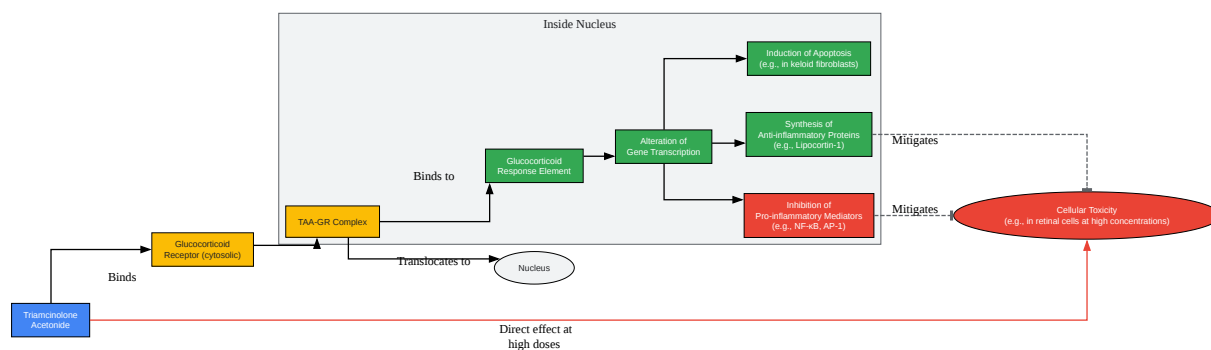 Inside Nucleus
Induction of Apoptosis
(e.g., in keloid fibroblasts)
Synthesis of
Anti-inflammatory Proteins
(e.g., Lipocortin-1)
Mitigates
Alteration of
Gene Transcription
Glucocorticoid
Response Element
Binds to
Inhibition of
Pro-inflammatory Mediators
(e.g., NF-κB, AP-1)
Mitigates
Cellular Toxicity
(e.g., in retinal cells at high concentrations)
TAA-GR Complex
Glucocorticoid
Receptor (cytosolic)
Translocates to
Nucleus
Binds
Triamcinolone
Acetonide
Direct effect at
high doses